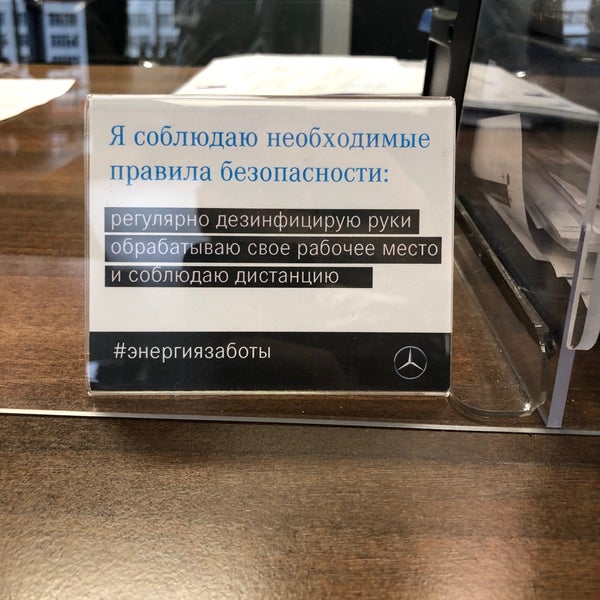 Я соблюдаю необходимые
правила безопасности:
регулярно дезинфицирую руки
обрабатываю свое рабочее место
и соблюдаю дистанцию
#энергиязаботы